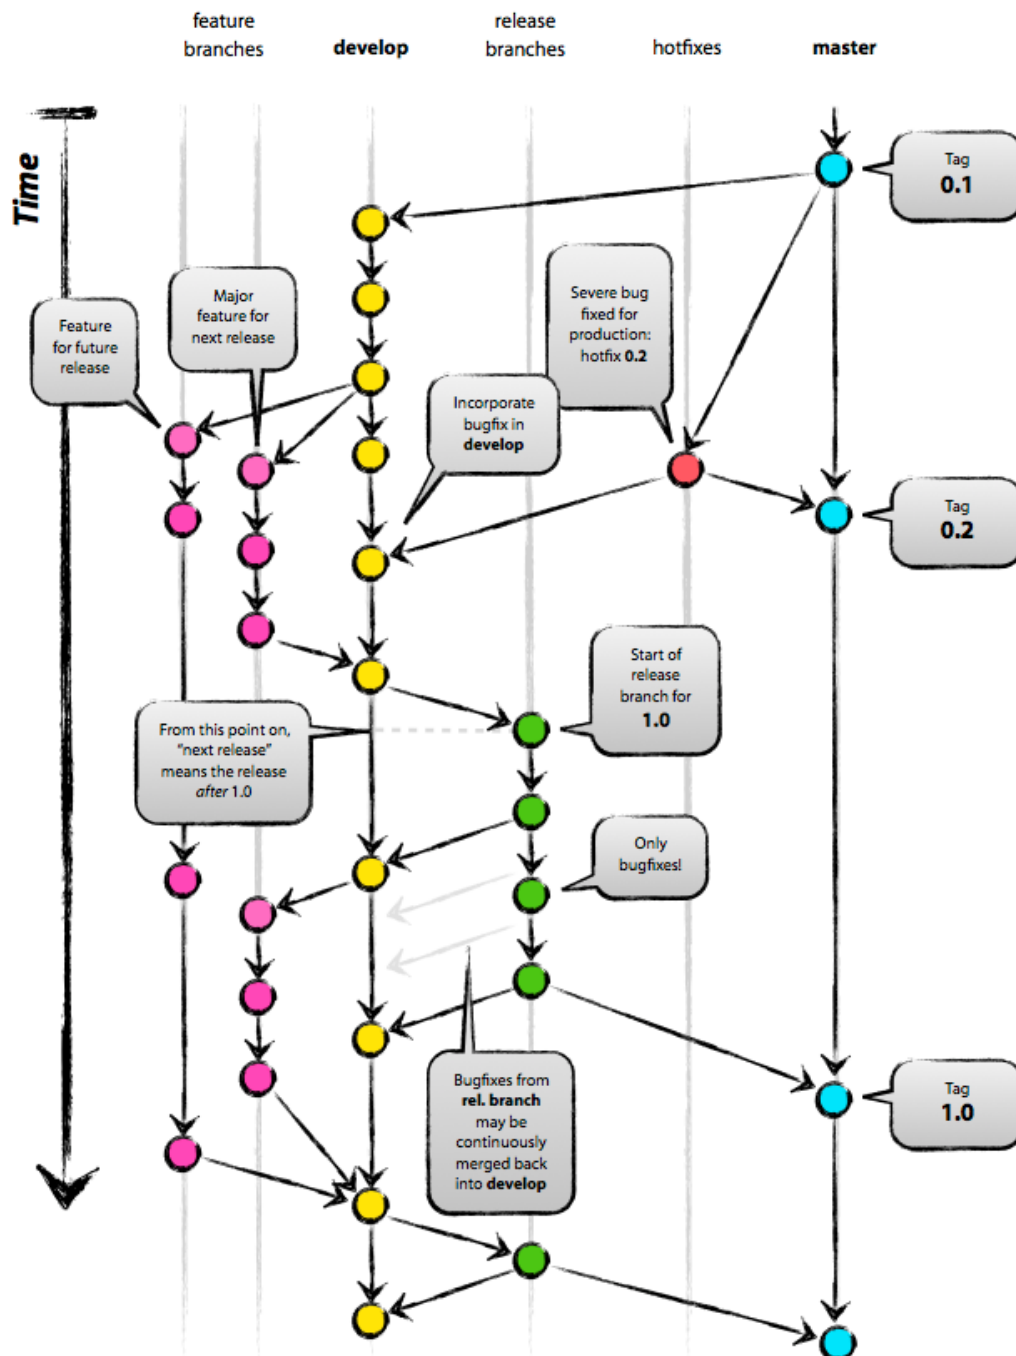 feature
branches
develop
release
branches
hotfixes
master
Time
Tag
0.1
Major
feature for
next release
Severe bug
fixed for
production:
hotfix 0.2
Feature
for future
release
Incorporate
bugfix in
develop
Tag
0.2
Start of
release
branch for
1.0
From this point on,
“next release”
means the release
after 1.0
Only
bugfixes!
Bugfixes from
rel. branch
may be
continuously
merged back
into develop
Tag
1.0